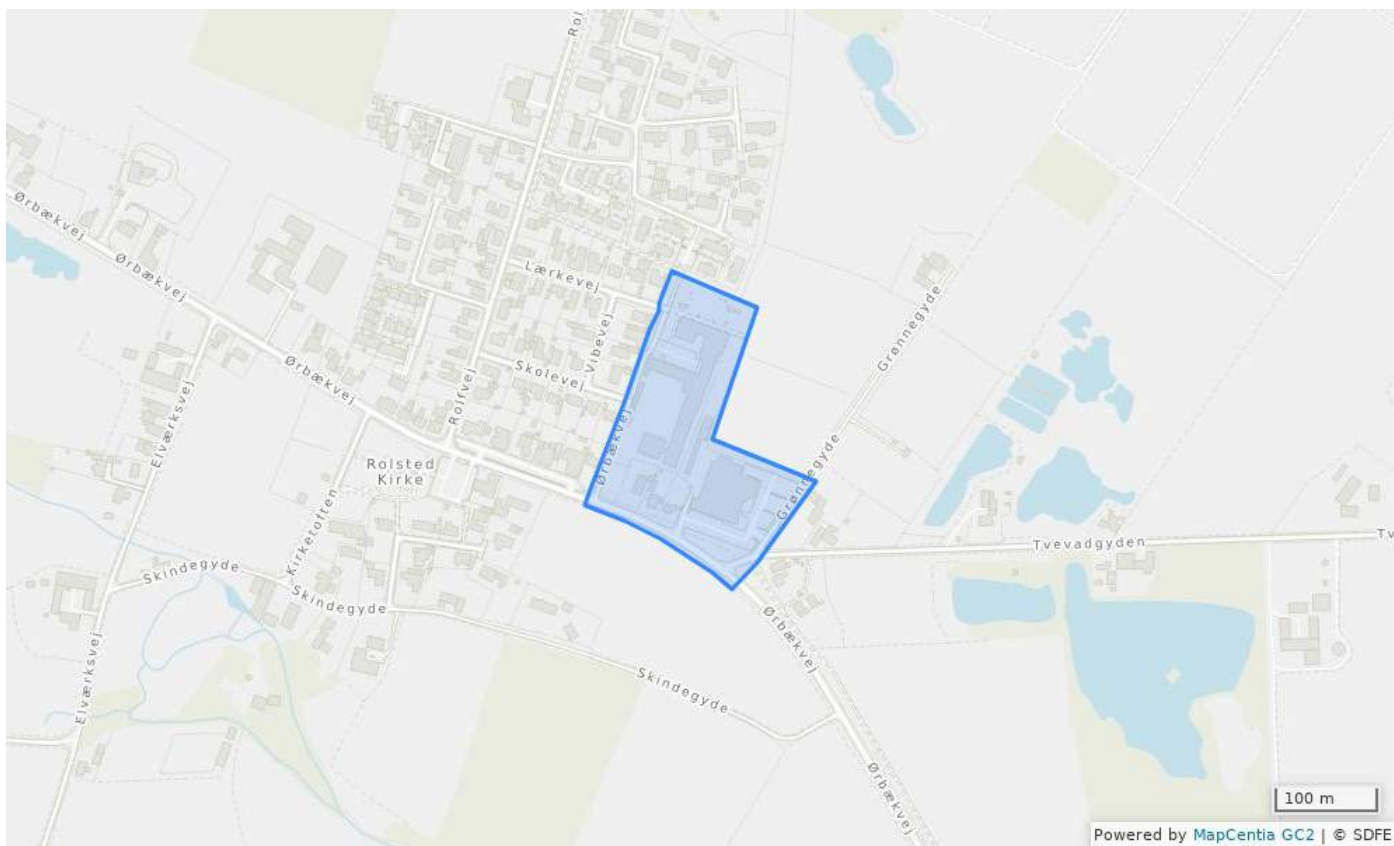 Rol
Ørbækvej
Ørbækvej
Lærkevej
Vibevej
Skolevej
Grønnegyde
Ørbækvej
Rolfvej
Elværksvej
Ørbækvej
Grønnegyde
Rolsted
Kirke
Kirketoften
Tvevadgyden
Tv
Skindegyde
Skindegyde
Ørbækvej
Elværksvej
Skindegyde
Ørbækvej
100 m
Powered by MapCentia GC2 | © SDFE